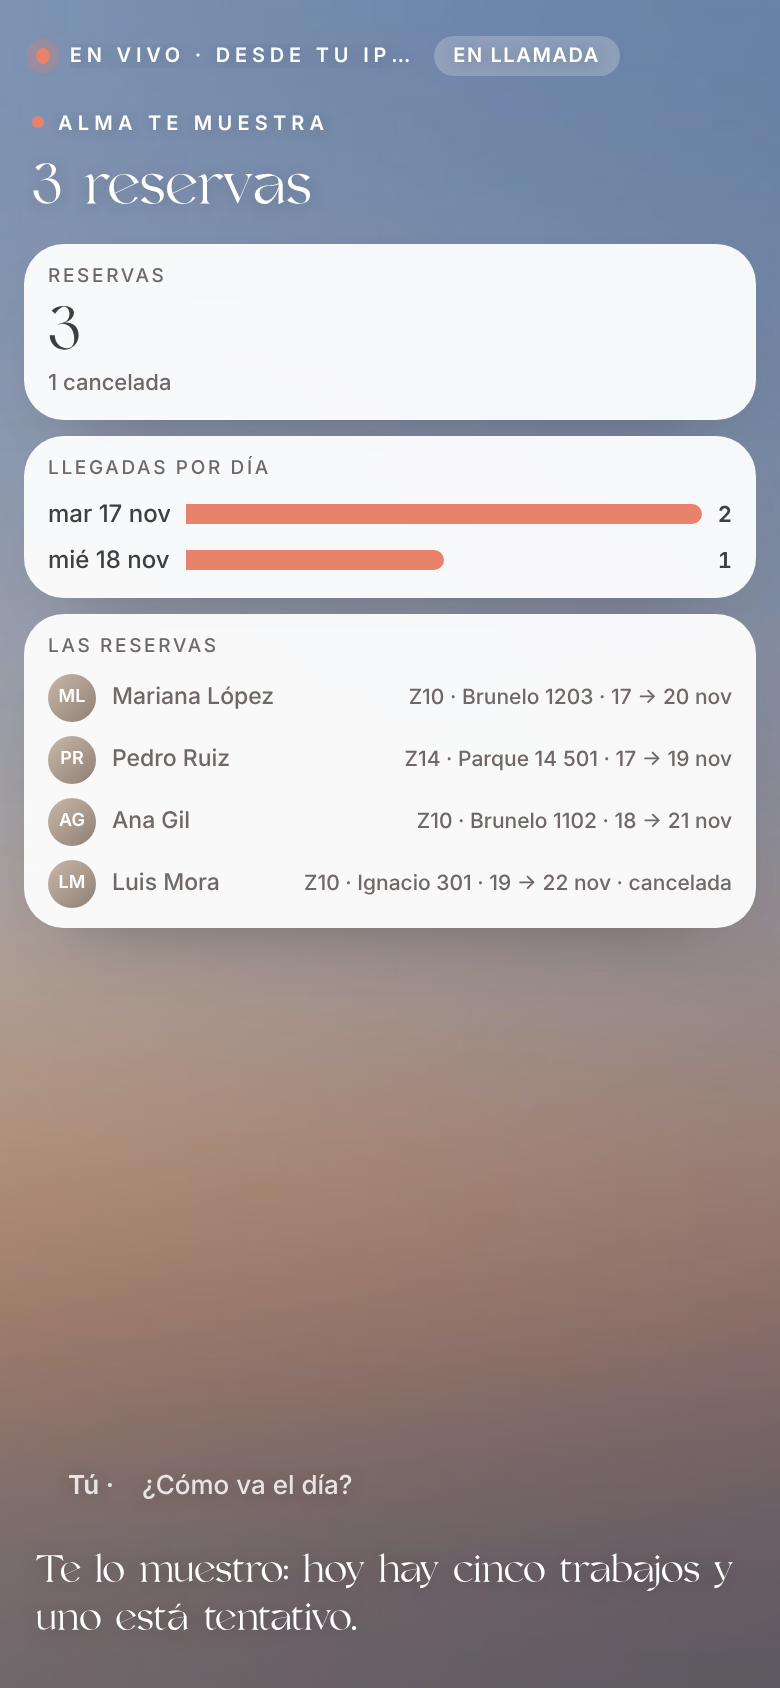 EN VIVO · DESDE TU IP… EN LLAMADA
ALMA TE MUESTRA
3 reservas
RESERVAS
3
1 cancelada
LLEGADAS POR DÍA
mar 17 nov 2
mié 18 nov 1
LAS RESERVAS
ML Mariana López Z10 · Brunelo 1203 · 17 → 20 nov
PR Pedro Ruiz Z14 · Parque 14 501 · 17 → 19 nov
AG Ana Gil Z10 · Brunelo 1102 · 18 → 21 nov
LM Luis Mora Z10 · Ignacio 301 · 19 → 22 nov · cancelada
Tú · ¿Cómo va el día?
Te lo muestro: hoy hay cinco trabajos y
uno está tentativo.